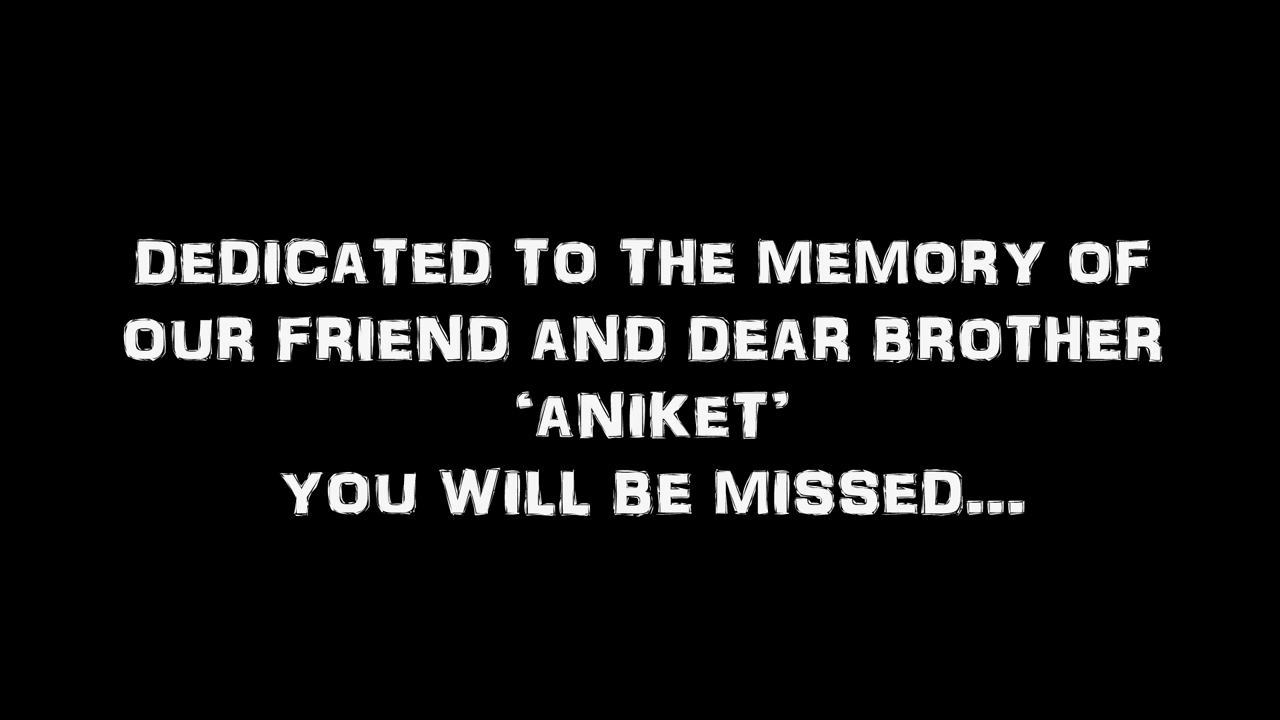 DEDICATED TO THE MEMORY OF
OUR FRIEND AND DEAR BROTHER
‘ANIKET’
YOU WILL BE MISSED...